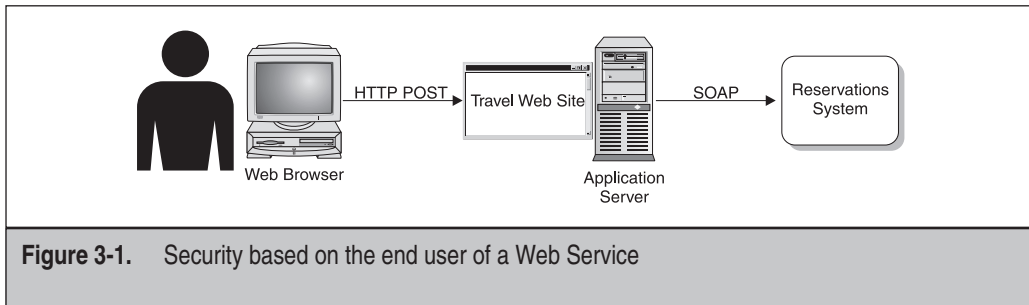 HTTP POST
Travel Web Site
SOAP
Reservations
System
Web Browser
Application
Server
Figure 3-1. Security based on the end user of a Web Service